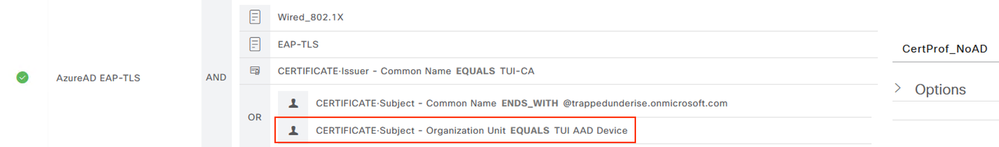 Wired_802.1X
EAP-TLS
AzureAD EAP-TLS
AND
CERTIFICATE·Issuer - Common Name EQUALS TUI-CA
OR
CERTIFICATE·Subject - Common Name ENDS_WITH @trappedunderise.onmicrosoft.com
CERTIFICATE·Subject - Organization Unit EQUALS TUI AAD Device
CertProf_NoAD
Options